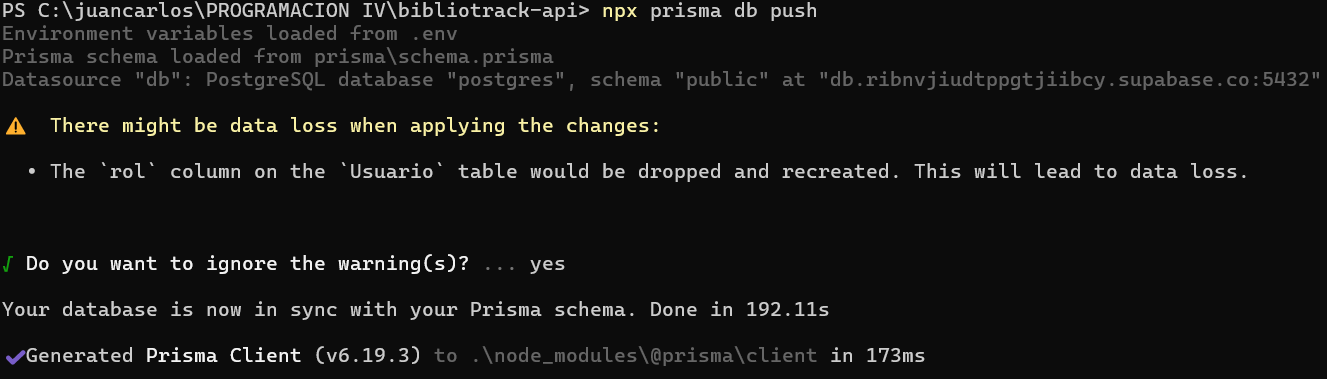 PS C:\juancarlos\PROGRAMACION IV\bibliotrack-api> npx prisma db push
Environment variables loaded from .env
Prisma schema loaded from prisma\schema.prisma
Datasource "db": PostgreSQL database "postgres", schema "public" at "db.ribnvjiudtppgtjiibcy.supabase.co:5432"
⚠️  There might be data loss when applying the changes:
• The `rol` column on the `Usuario` table would be dropped and recreated. This will lead to data loss.
√ Do you want to ignore the warning(s)? ... yes
Your database is now in sync with your Prisma schema. Done in 192.11s
✔Generated Prisma Client (v6.19.3) to .\node_modules\@prisma\client in 173ms